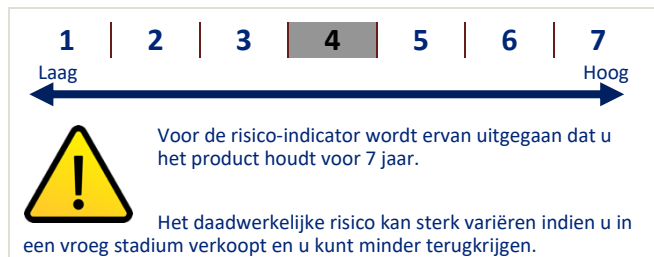 1 2 3 4 5 6 7
Laag Hoog
Voor de risico-indicator wordt ervan uitgegaan dat u
het product houdt voor 7 jaar.
Het daadwerkelijke risico kan sterk variëren indien u in
een vroeg stadium verkoopt en u kunt minder terugkrijgen.